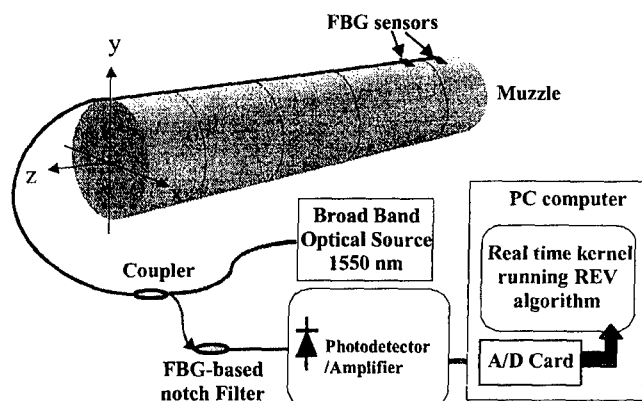 FBG sensors
y
Muzzle
z
x
PC computer
Broad Band
Optical Source
1550 nm
Real time kernel
running REV
algorithm
Coupler
Photodetector
/Amplifier
A/D Card
FBG-based
notch Filter